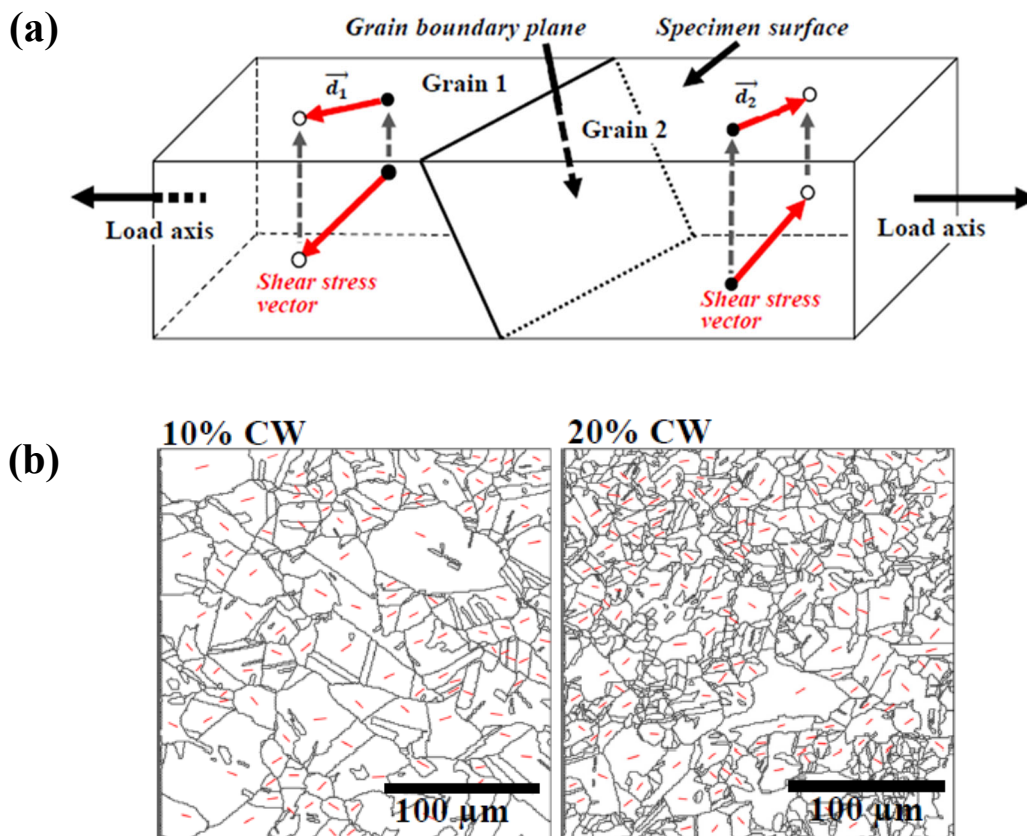 (a)
Grain boundary plane
Specimen surface
d₁
Grain 1
d₂
Grain 2
Load axis
Load axis
Shear stress
vector
Shear stress
vector
(b)
10% CW
20% CW
100 µm
100 µm